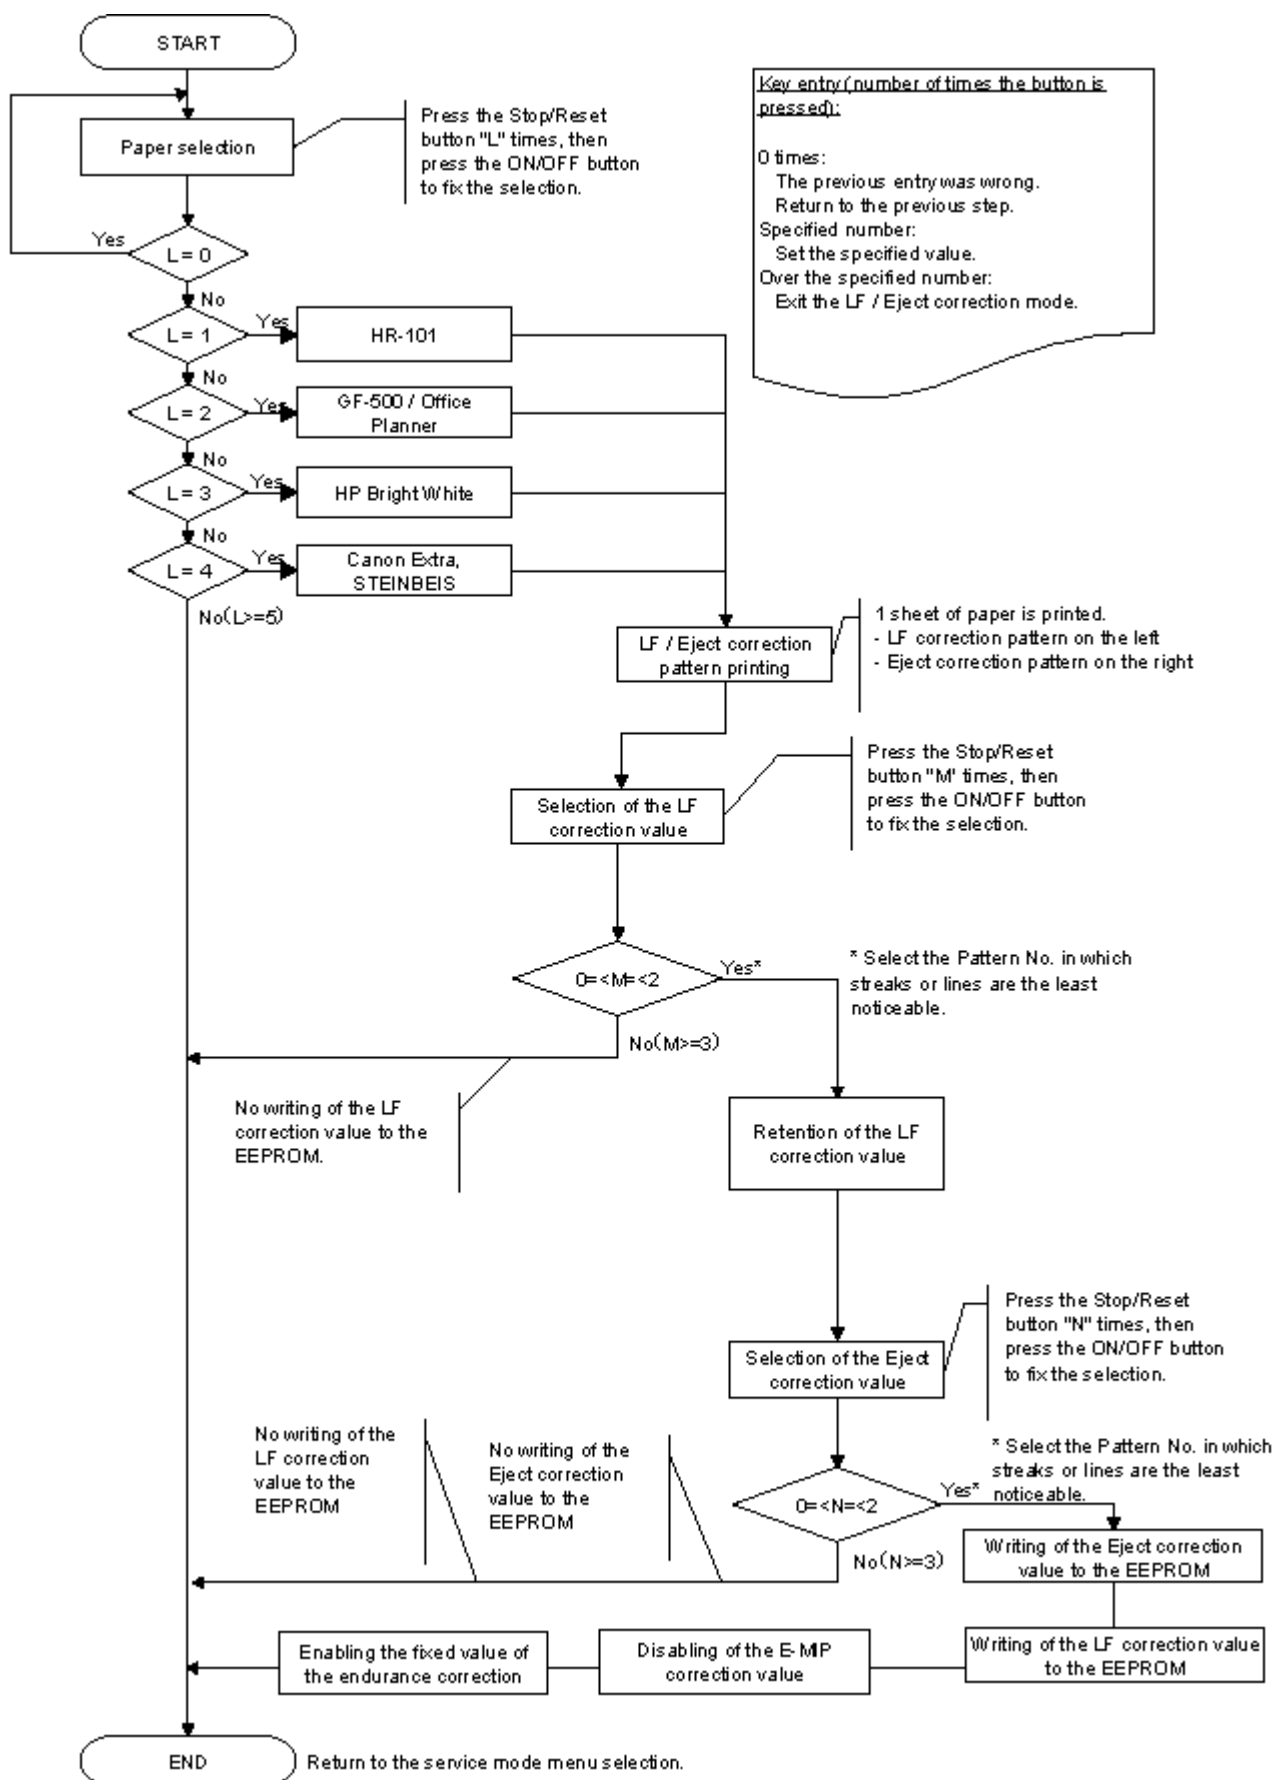 START
Key entry (number of times the button is
pressed):
0 times:
The previous entry was wrong.
Return to the previous step.
Specified number:
Set the specified value.
Over the specified number:
Exit the LF / Eject correction mode.
Paper selection
Press the Stop/Reset
button "L" times, then
press the ON/OFF button
to fix the selection.
Yes
L = 0
No
L = 1
Yes
HR-101
No
L = 2
Yes
GF-500 / Office
Planner
No
L = 3
Yes
HP Bright White
No
L = 4
Yes
Canon Extra,
STEINBEIS
No(L>=5)
LF / Eject correction
pattern printing
1 sheet of paper is printed.
- LF correction pattern on the left
- Eject correction pattern on the right
Selection of the LF
correction value
Press the Stop/Reset
button "M' times, then
press the ON/OFF button
to fix the selection.
0=<M=<2
Yes*
* Select the Pattern No. in which
streaks or lines are the least
noticeable.
No(M>=3)
No writing of the LF
correction value to the
EEPROM.
Retention of the LF
correction value
Selection of the Eject
correction value
Press the Stop/Reset
button "N" times, then
press the ON/OFF button
to fix the selection.
No writing of the
LF correction
value to the
EEPROM
No writing of the
Eject correction
value to the
EEPROM
0=<N=<2
Yes*
* Select the Pattern No. in which
streaks or lines are the least
noticeable.
No(N>=3)
Writing of the Eject correction
value to the EEPROM
Writing of the LF correction value
to the EEPROM
Disabling of the E-MIP
correction value
Enabling the fixed value of
the endurance correction
END
Return to the service mode menu selection.